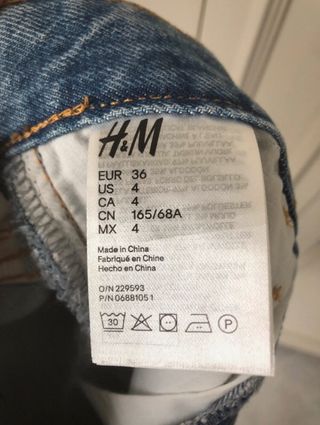 H&M
EUR 36
US 4
CA 4
CN 165/68A
MX 4
Made in China
Fabriqué en Chine
Hecho en China
O/N 229593
P/N 06881051
30
P